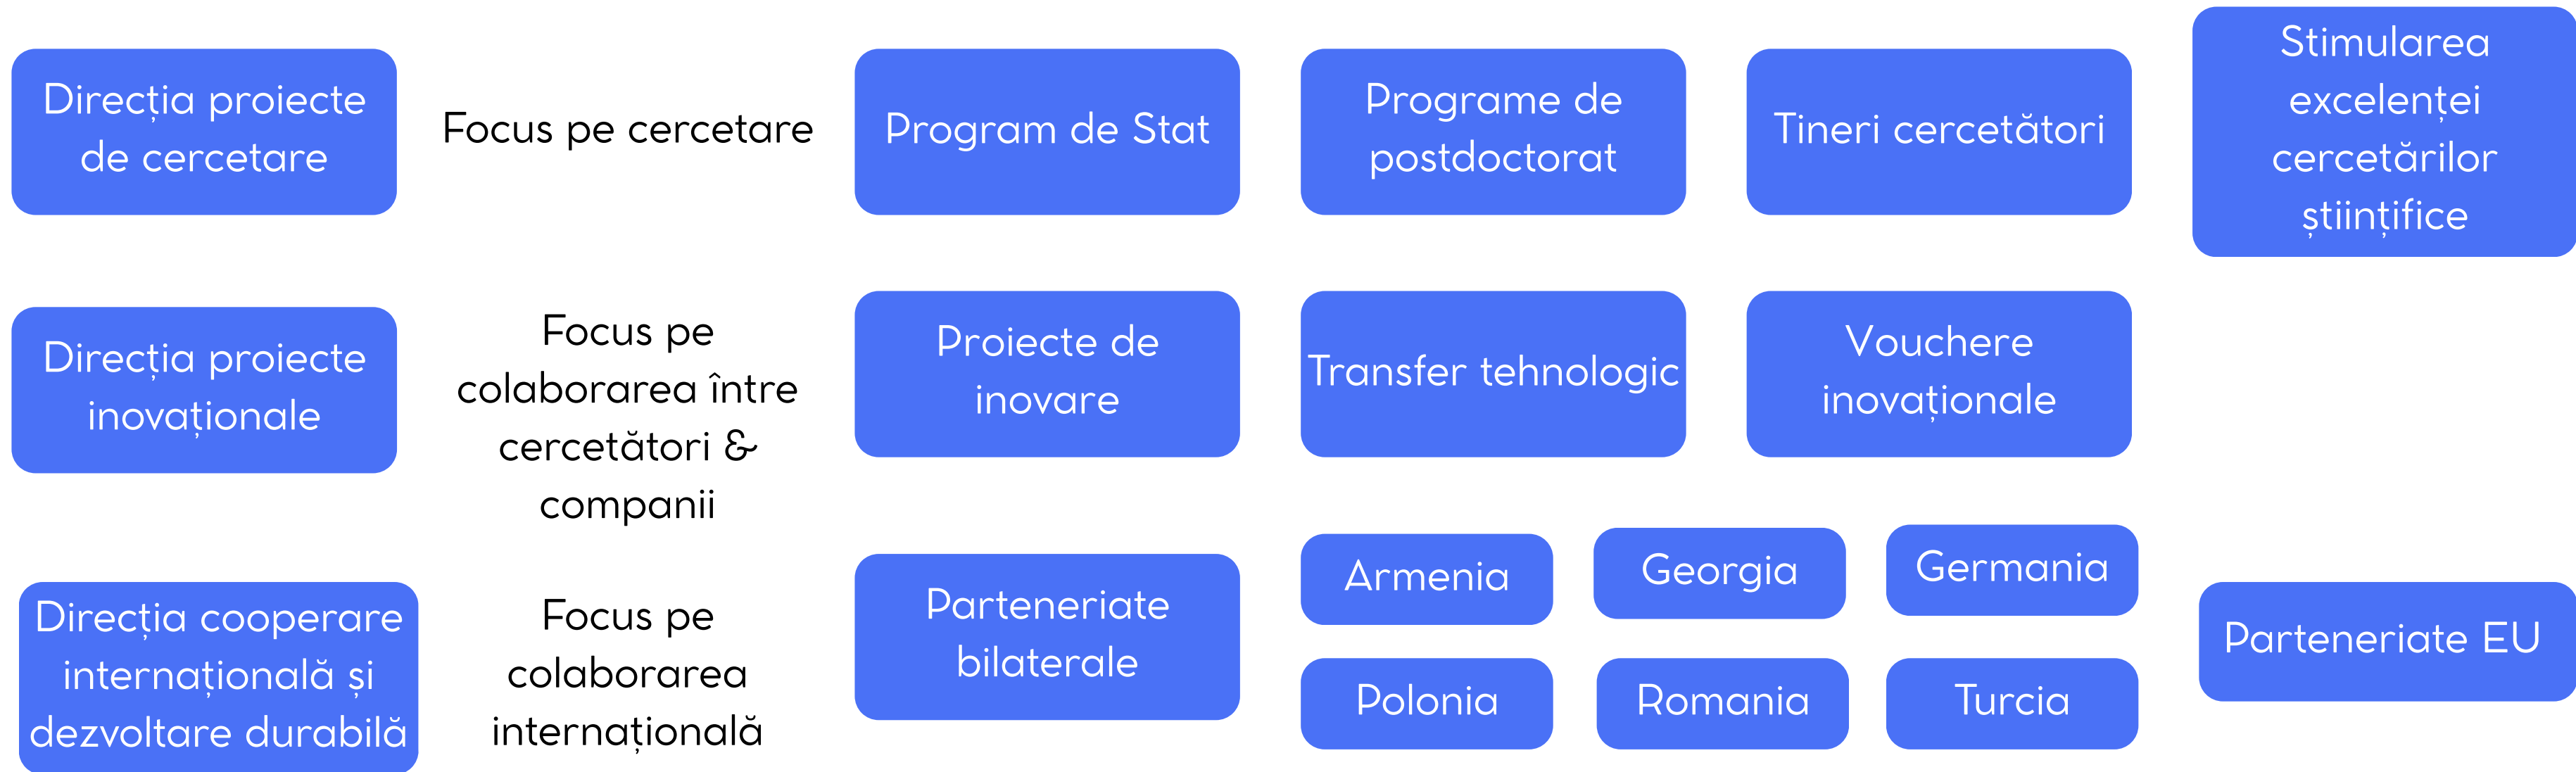 Direcția proiecte
de cercetare
Focus pe cercetare
Program de Stat
Programe de
postdoctorat
Tineri cercetători
Stimularea
excelenței
cercetărilor
științifice
Direcția proiecte
inovaționale
Focus pe
colaborarea între
cercetători &
companii
Proiecte de
inovare
Transfer tehnologic
Vouchere
inovaționale
Direcția cooperare
internațională și
dezvoltare durabilă
Focus pe
colaborarea
internațională
Parteneriate
bilaterale
Armenia
Georgia
Germania
Polonia
Romania
Turcia
Parteneriate EU